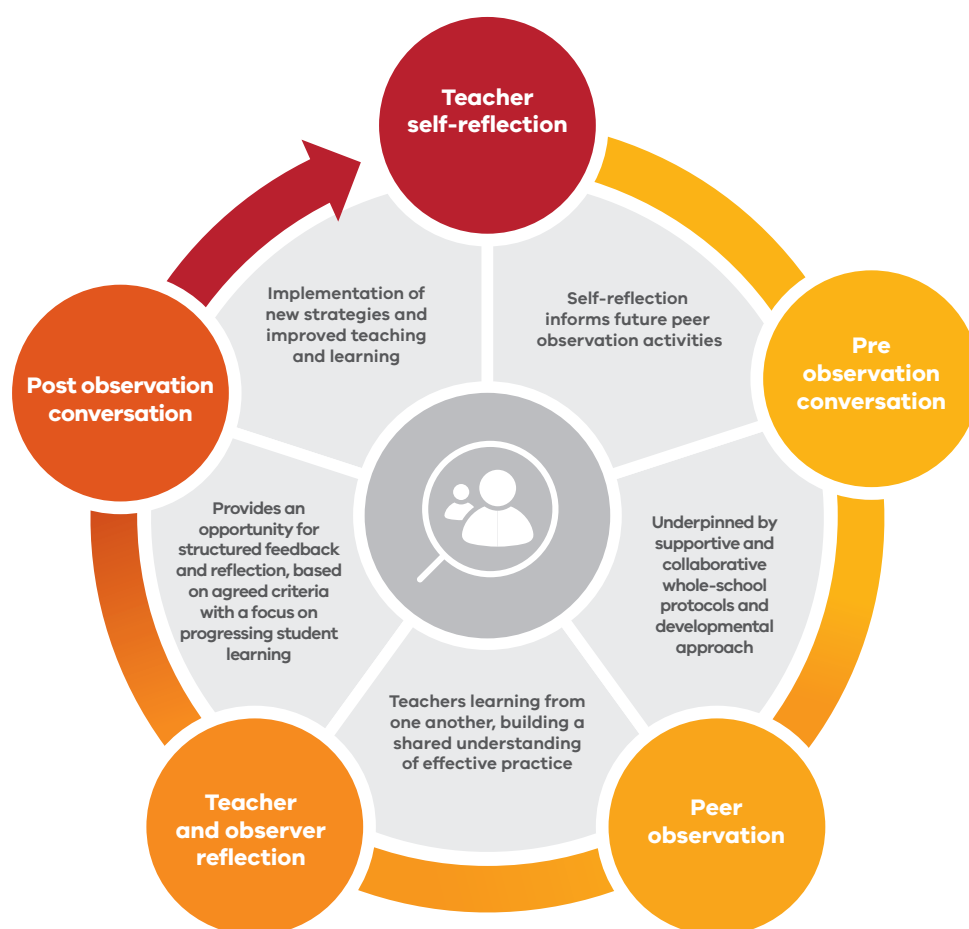 Teacher
self-reflection
Self-reflection
informs future peer
observation activities
Pre
observation
conversation
Underpinned by
supportive and
collaborative
whole-school
protocols and
developmental
approach
Peer
observation
Teachers learning from
one another, building a
shared understanding
of effective practice
Teacher
and observer
reflection
Provides an
opportunity for
structured feedback
and reflection, based
on agreed criteria
with a focus on
progressing student
learning
Post observation
conversation
Implementation of
new strategies and
improved teaching
and learning